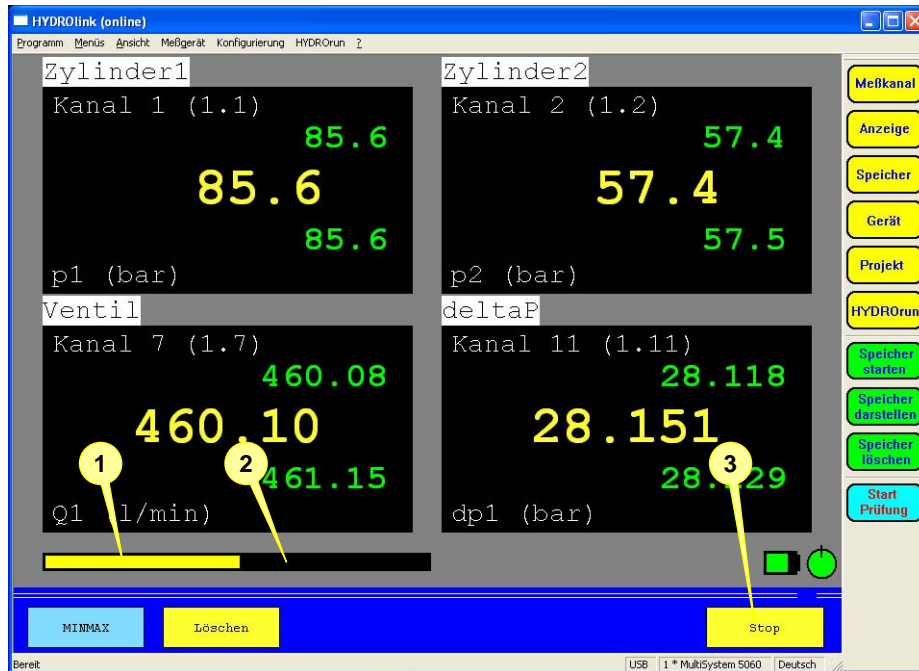 HYDROlink (online)
Programm Menüs Ansicht Meßgerät Konfigurierung HYDROrun ?
Zylinder1
Kanal 1 (1.1)
85.6
85.6
85.6
p1 (bar)
Zylinder2
Kanal 2 (1.2)
57.4
57.4
57.5
p2 (bar)
Ventil
Kanal 7 (1.7)
460.08
460.10
461.15
Q1 (l/min)
1
2
deltaP
Kanal 11 (1.11)
28.118
28.151
dp1 (bar)
3
Meßkanal
Anzeige
Speicher
Gerät
Projekt
HYDROrun
Speicher
starten
Speicher
darstellen
Speicher
löschen
Start
Prüfung
MINMAX
Löschen
Stop
Bereit
USB
1 * MultiSystem 5060
Deutsch